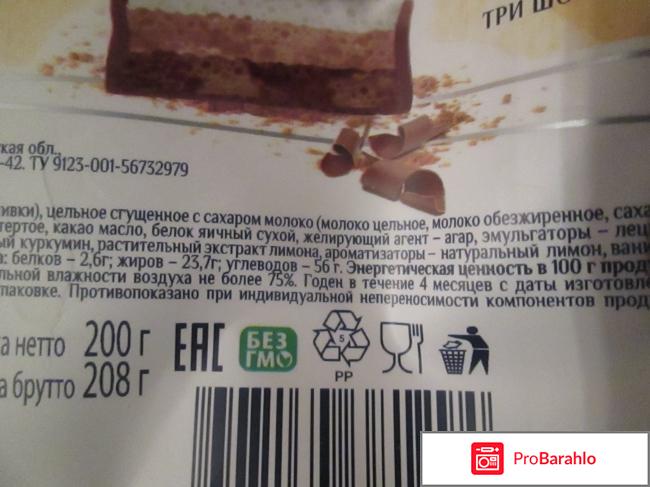 ТРИ ШО
кая обл.,
-42. ТУ 9123-001-56732979
ивки), цельное сгущенное с сахаром молоко (молоко цельное, молоко обезжиренное, саха
тертое, какао масло, белок яичный сухой, желирующий агент – агар, эмульгаторы – лец
ый куркумин, растительный экстракт лимона, ароматизаторы – натуральный лимон, вани
а: белков – 2,6г; жиров – 23,7г; углеводов – 56 г. Энергетическая ценность в 100 г прод
льной влажности воздуха не более 75%. Годен в течение 4 месяцев с даты изготовле
паковке. Противопоказано при индивидуальной непереносимости компонентов прод
а нетто 200 г
а брутто 208 г
ЕАС
БЕЗ
ГМО
5
PP
ProBarahlo